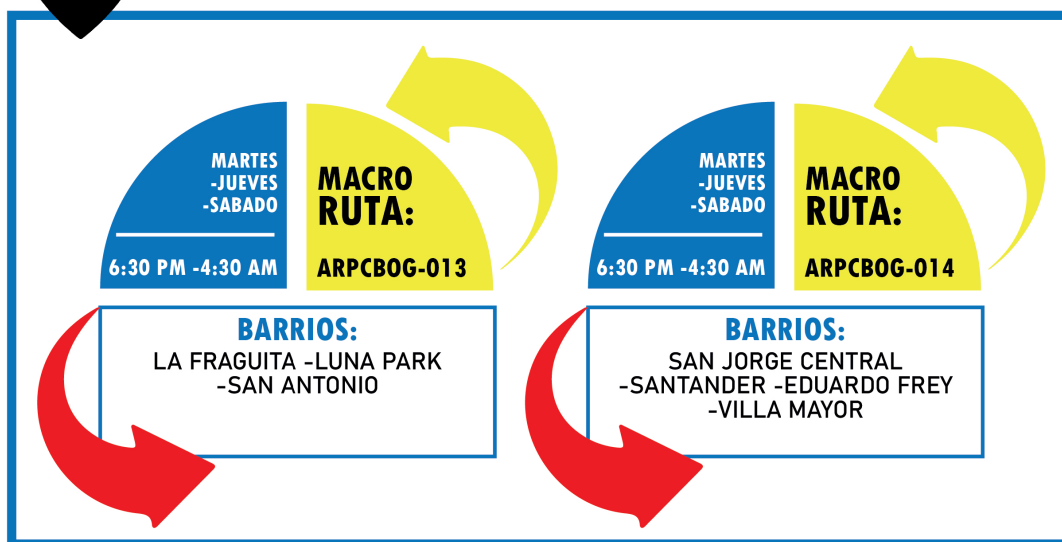 MARTES
-JUEVES
-SABADO
6:30 PM -4:30 AM
MACRO
RUTA:
ARPCBOG-013
BARRIOS:
LA FRAGUITA -LUNA PARK
-SAN ANTONIO
MARTES
-JUEVES
-SABADO
6:30 PM -4:30 AM
MACRO
RUTA:
ARPCBOG-014
BARRIOS:
SAN JORGE CENTRAL
-SANTANDER -EDUARDO FREY
-VILLA MAYOR